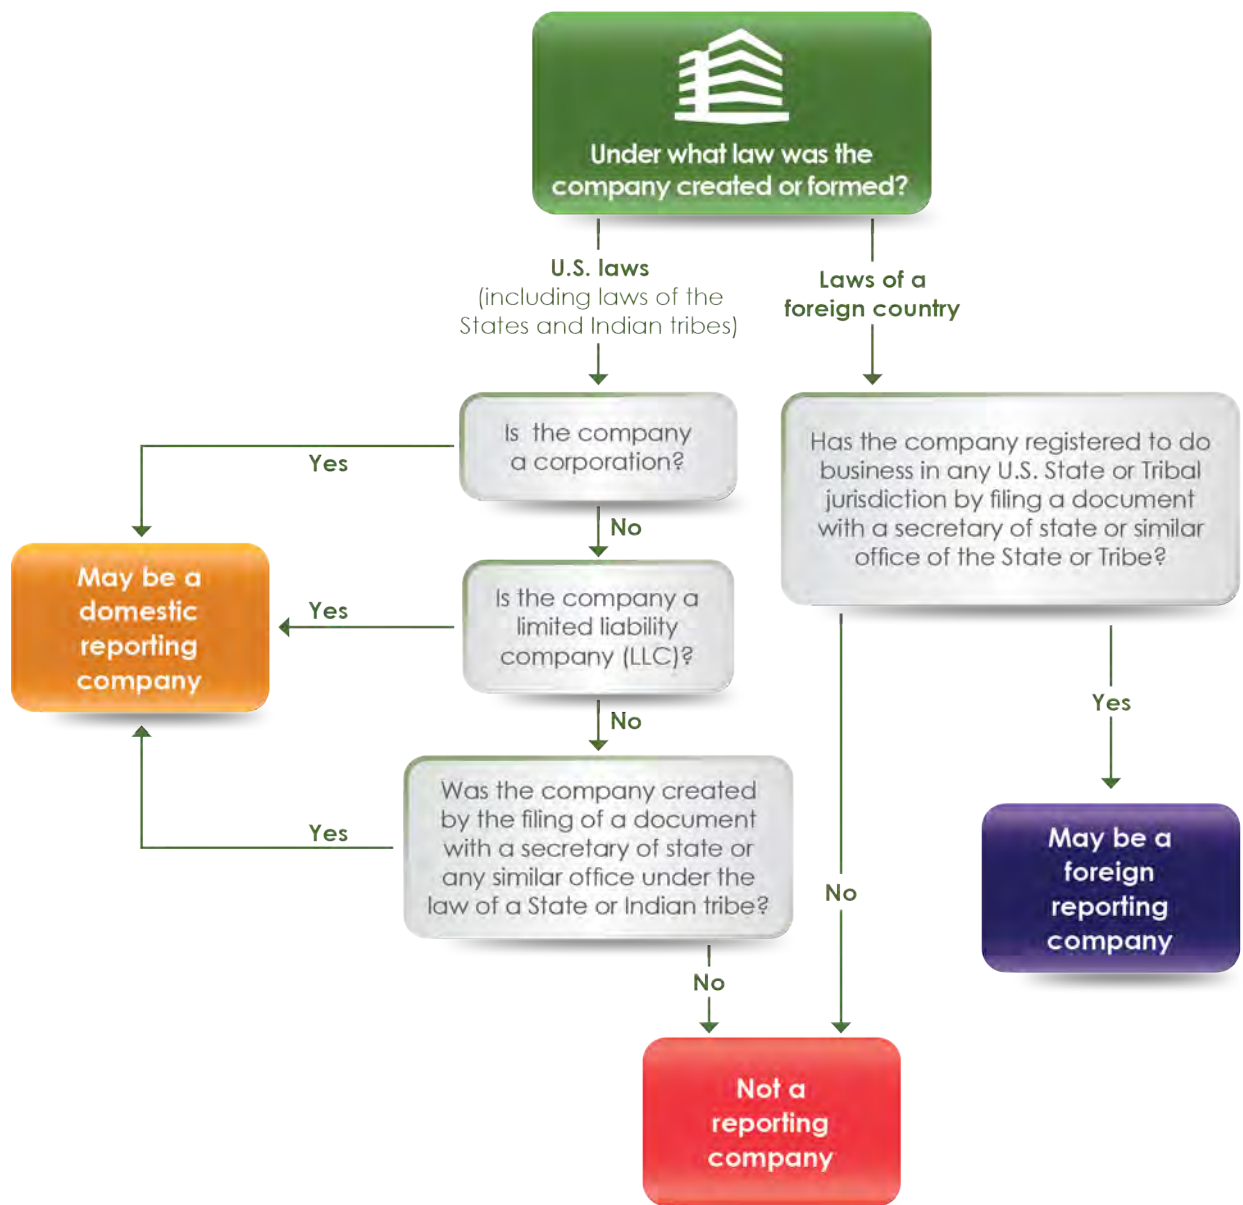 Under what law was the
company created or formed?
U.S. laws
(including laws of the
States and Indian tribes)
Laws of a
foreign country
Is the company
a corporation?
Yes
No
Has the company registered to do
business in any U.S. State or Tribal
jurisdiction by filing a document
with a secretary of state or similar
office of the State or Tribe?
May be a
domestic
reporting
company
Yes
Is the company a
limited liability
company (LLC)?
No
Yes
Was the company created
by the filing of a document
with a secretary of state or
any similar office under the
law of a State or Indian tribe?
Yes
No
No
May be a
foreign
reporting
company
Not a
reporting
company